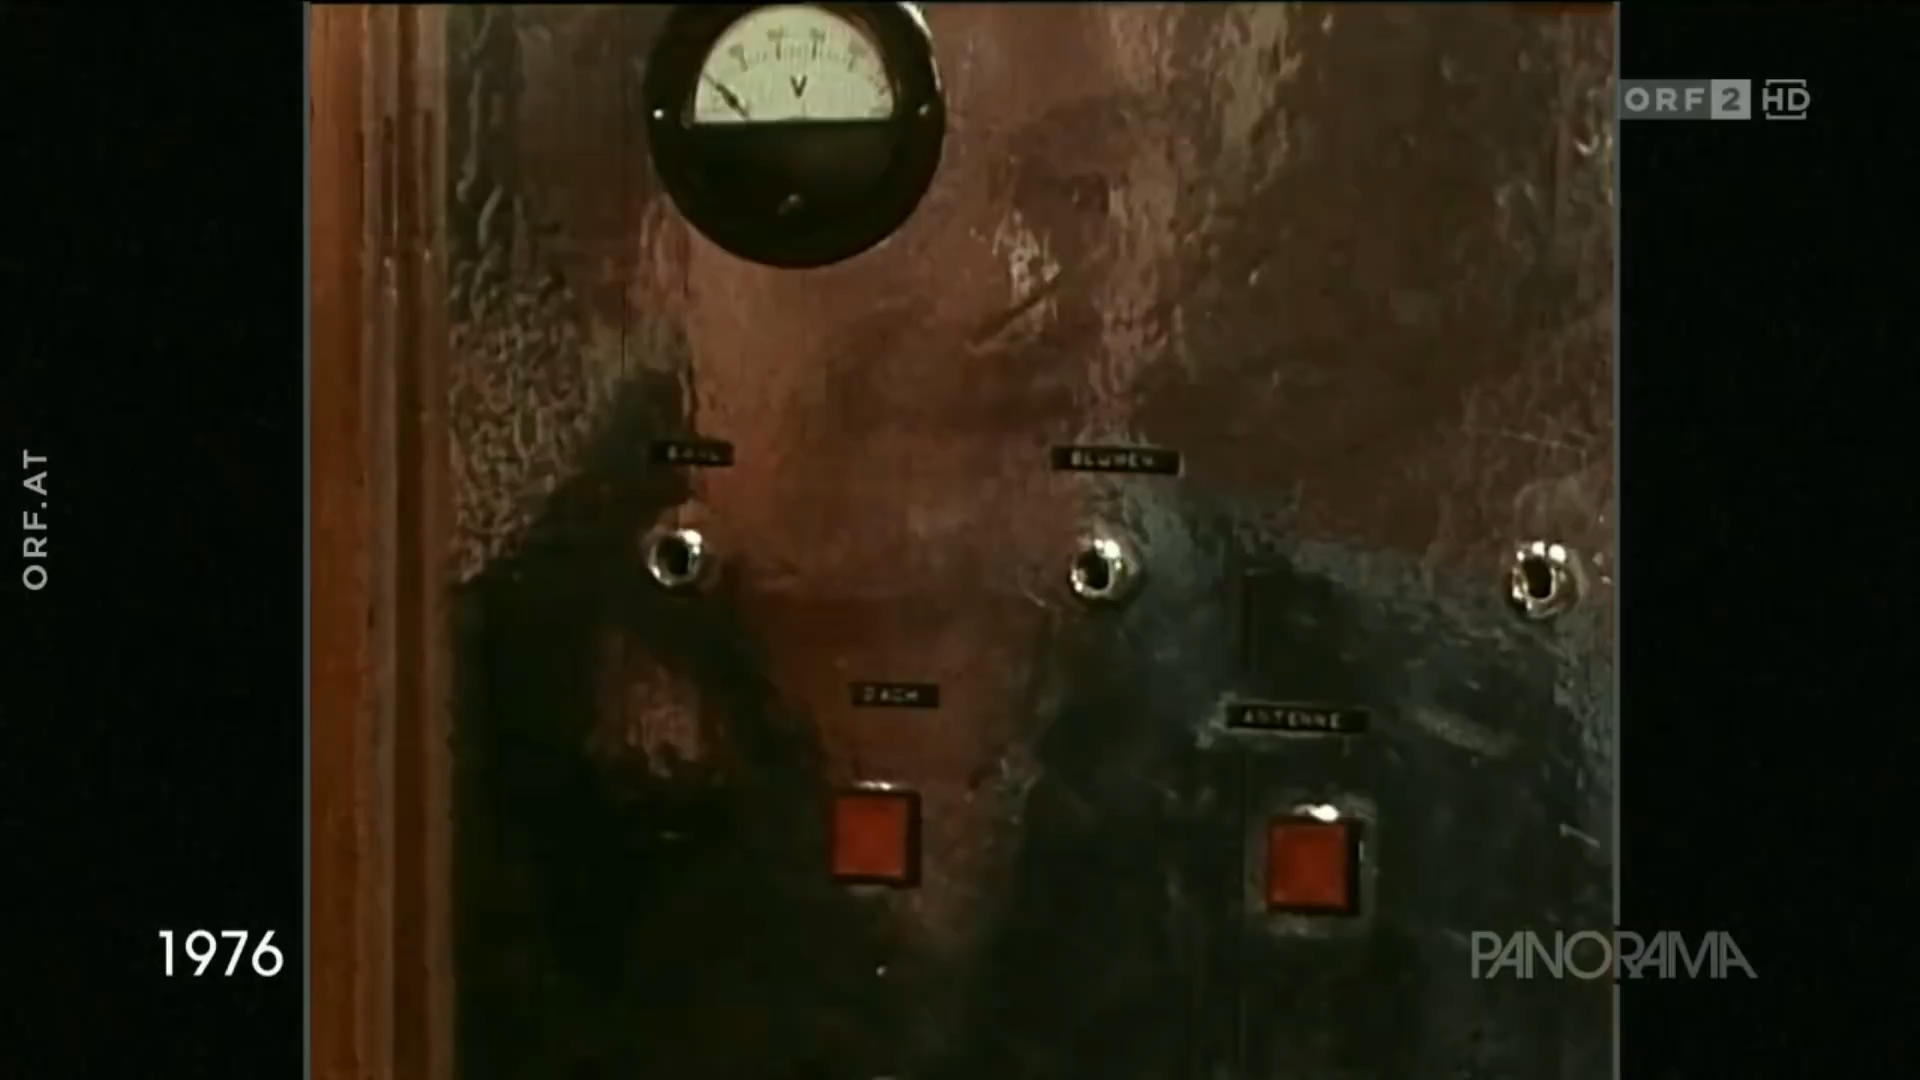 V
ORF 2 HD
ORF.AT
BLUMEN
DACH
ANTENNE
1976
PANORAMA